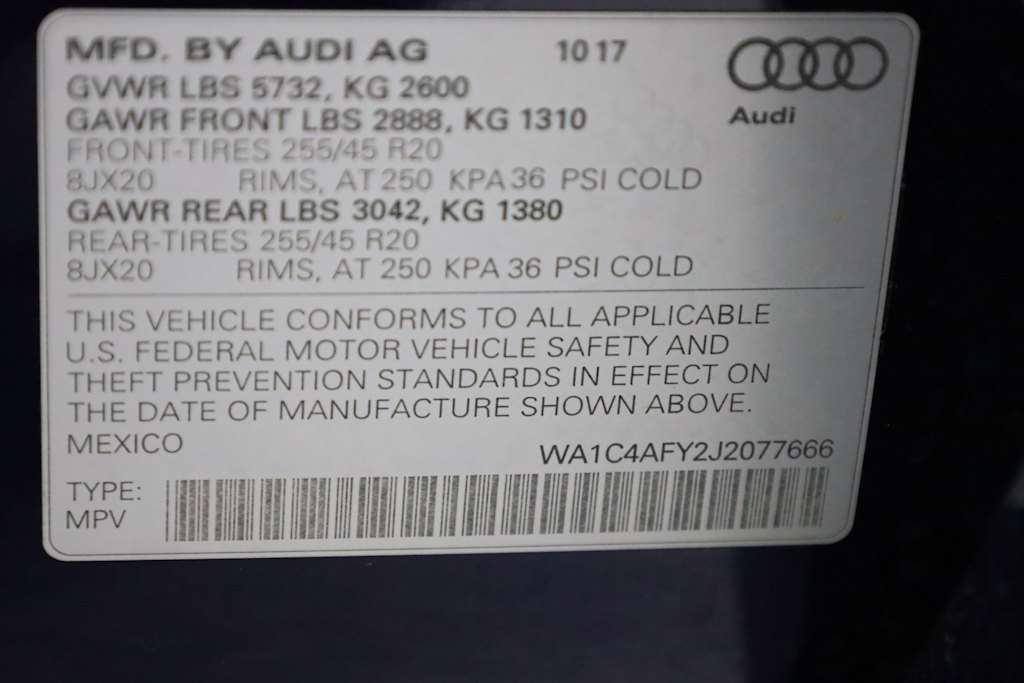 MFD. BY AUDI AG 10 17
GVWR LBS 5732, KG 2600
GAWR FRONT LBS 2888, KG 1310
Audi
FRONT-TIRES 255/45 R20
8JX20 RIMS, AT 250 KPA 36 PSI COLD
GAWR REAR LBS 3042, KG 1380
REAR-TIRES 255/45 R20
8JX20 RIMS, AT 250 KPA 36 PSI COLD
THIS VEHICLE CONFORMS TO ALL APPLICABLE
U.S. FEDERAL MOTOR VEHICLE SAFETY AND
THEFT PREVENTION STANDARDS IN EFFECT ON
THE DATE OF MANUFACTURE SHOWN ABOVE.
MEXICO
WA1C4AFY2J2077666
TYPE:
MPV